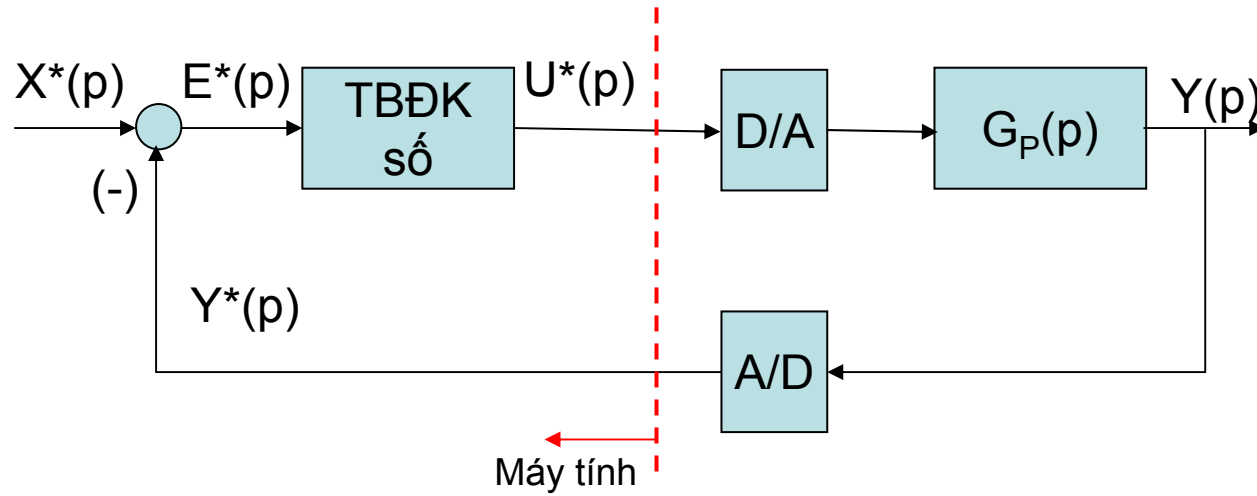 X*(p)
E*(p)
TBĐK
số
U*(p)
D/A
G_P(p)
Y(p)
(-)
Y*(p)
A/D
Máy tính